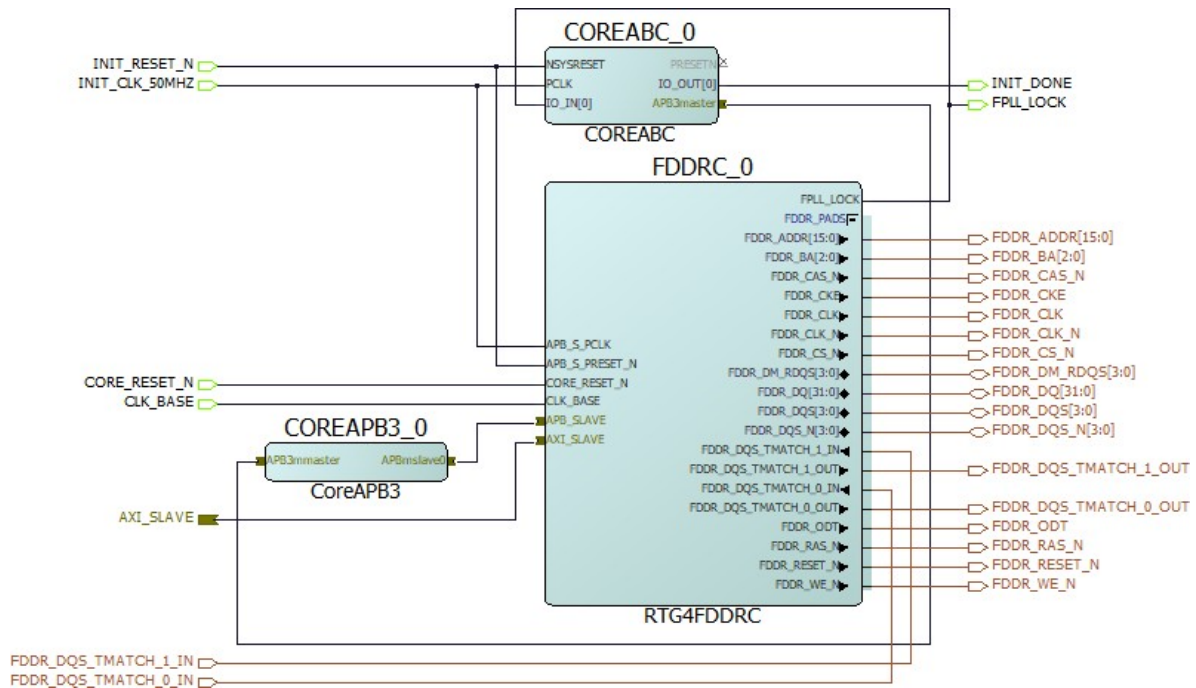 COREABC_0
INIT_RESET_N
INIT_CLK_50MHZ
NSYSRESET
PCLK
IO_IN[0]
PRESETN
IO_OUT[0]
APB3master
INIT_DONE
FPLL_LOCK
COREABC
FDDRC_0
FPLL_LOCK
FDDR_PADS
FDDR_ADDR[15:0]
FDDR_BA[2:0]
FDDR_CAS_N
FDDR_CKE
FDDR_CLK
FDDR_CLK_N
FDDR_CS_N
FDDR_DM_RDQS[3:0]
FDDR_DQ[31:0]
FDDR_DQS[3:0]
FDDR_DQS_N[3:0]
FDDR_DQS_TMATCH_1_IN
FDDR_DQS_TMATCH_1_OUT
FDDR_DQS_TMATCH_0_IN
FDDR_DQS_TMATCH_0_OUT
FDDR_ODT
FDDR_RAS_N
FDDR_RESET_N
FDDR_WE_N
FDDR_ADDR[15:0]
FDDR_BA[2:0]
FDDR_CAS_N
FDDR_CKE
FDDR_CLK
FDDR_CLK_N
FDDR_CS_N
FDDR_DM_RDQS[3:0]
FDDR_DQ[31:0]
FDDR_DQS[3:0]
FDDR_DQS_N[3:0]
FDDR_DQS_TMATCH_1_OUT
FDDR_DQS_TMATCH_0_OUT
FDDR_ODT
FDDR_RAS_N
FDDR_RESET_N
FDDR_WE_N
APB_S_PCLK
APB_S_PRESET_N
CORE_RESET_N
CLK_BASE
APB_SLAVE
AXI_SLAVE
CORE_RESET_N
CLK_BASE
COREAPB3_0
APB3mmaster
APBmslave0
CoreAPB3
AXI_SLAVE
RTG4FDDRC
FDDR_DQS_TMATCH_1_IN
FDDR_DQS_TMATCH_0_IN